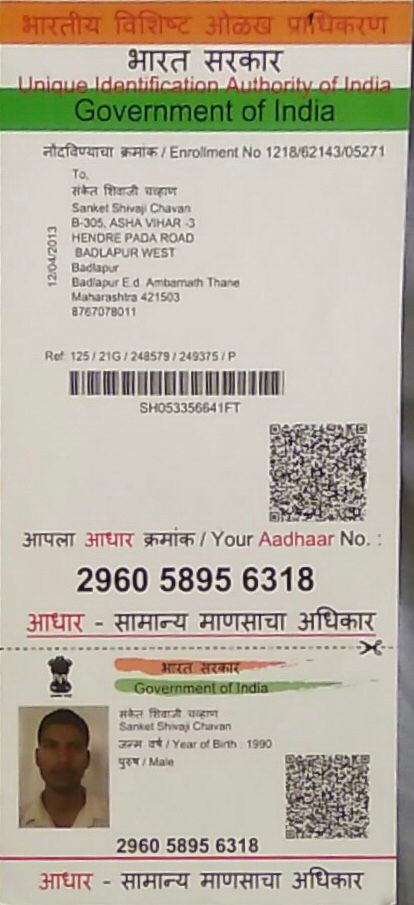 भारतीय विशिष्ट ओळख प्राधिकरण
भारत सरकार
Unique Identification Authority of India
Government of India
नोंदविण्याचा क्रमांक / Enrollment No 1218/62143/05271
To,
संकेत शिवाजी चव्हाण
Sanket Shivaji Chavan
B-305, ASHA VIHAR -3
HENDRE PADA ROAD
BADLAPUR WEST
Badlapur
Badlapur E.d. Ambarnath Thane
Maharashtra 421503
8767078011
12/04/2013
Ref: 125 / 21G / 248579 / 249375 / P
SH053356641FT
आपला आधार क्रमांक / Your Aadhaar No. :
2960 5895 6318
आधार - सामान्य माणसाचा अधिकार
भारत सरकार
Government of India
संकेत शिवाजी चव्हाण
Sanket Shivaji Chavan
जन्म वर्ष / Year of Birth : 1990
पुरुष / Male
2960 5895 6318
आधार - सामान्य माणसाचा अधिकार